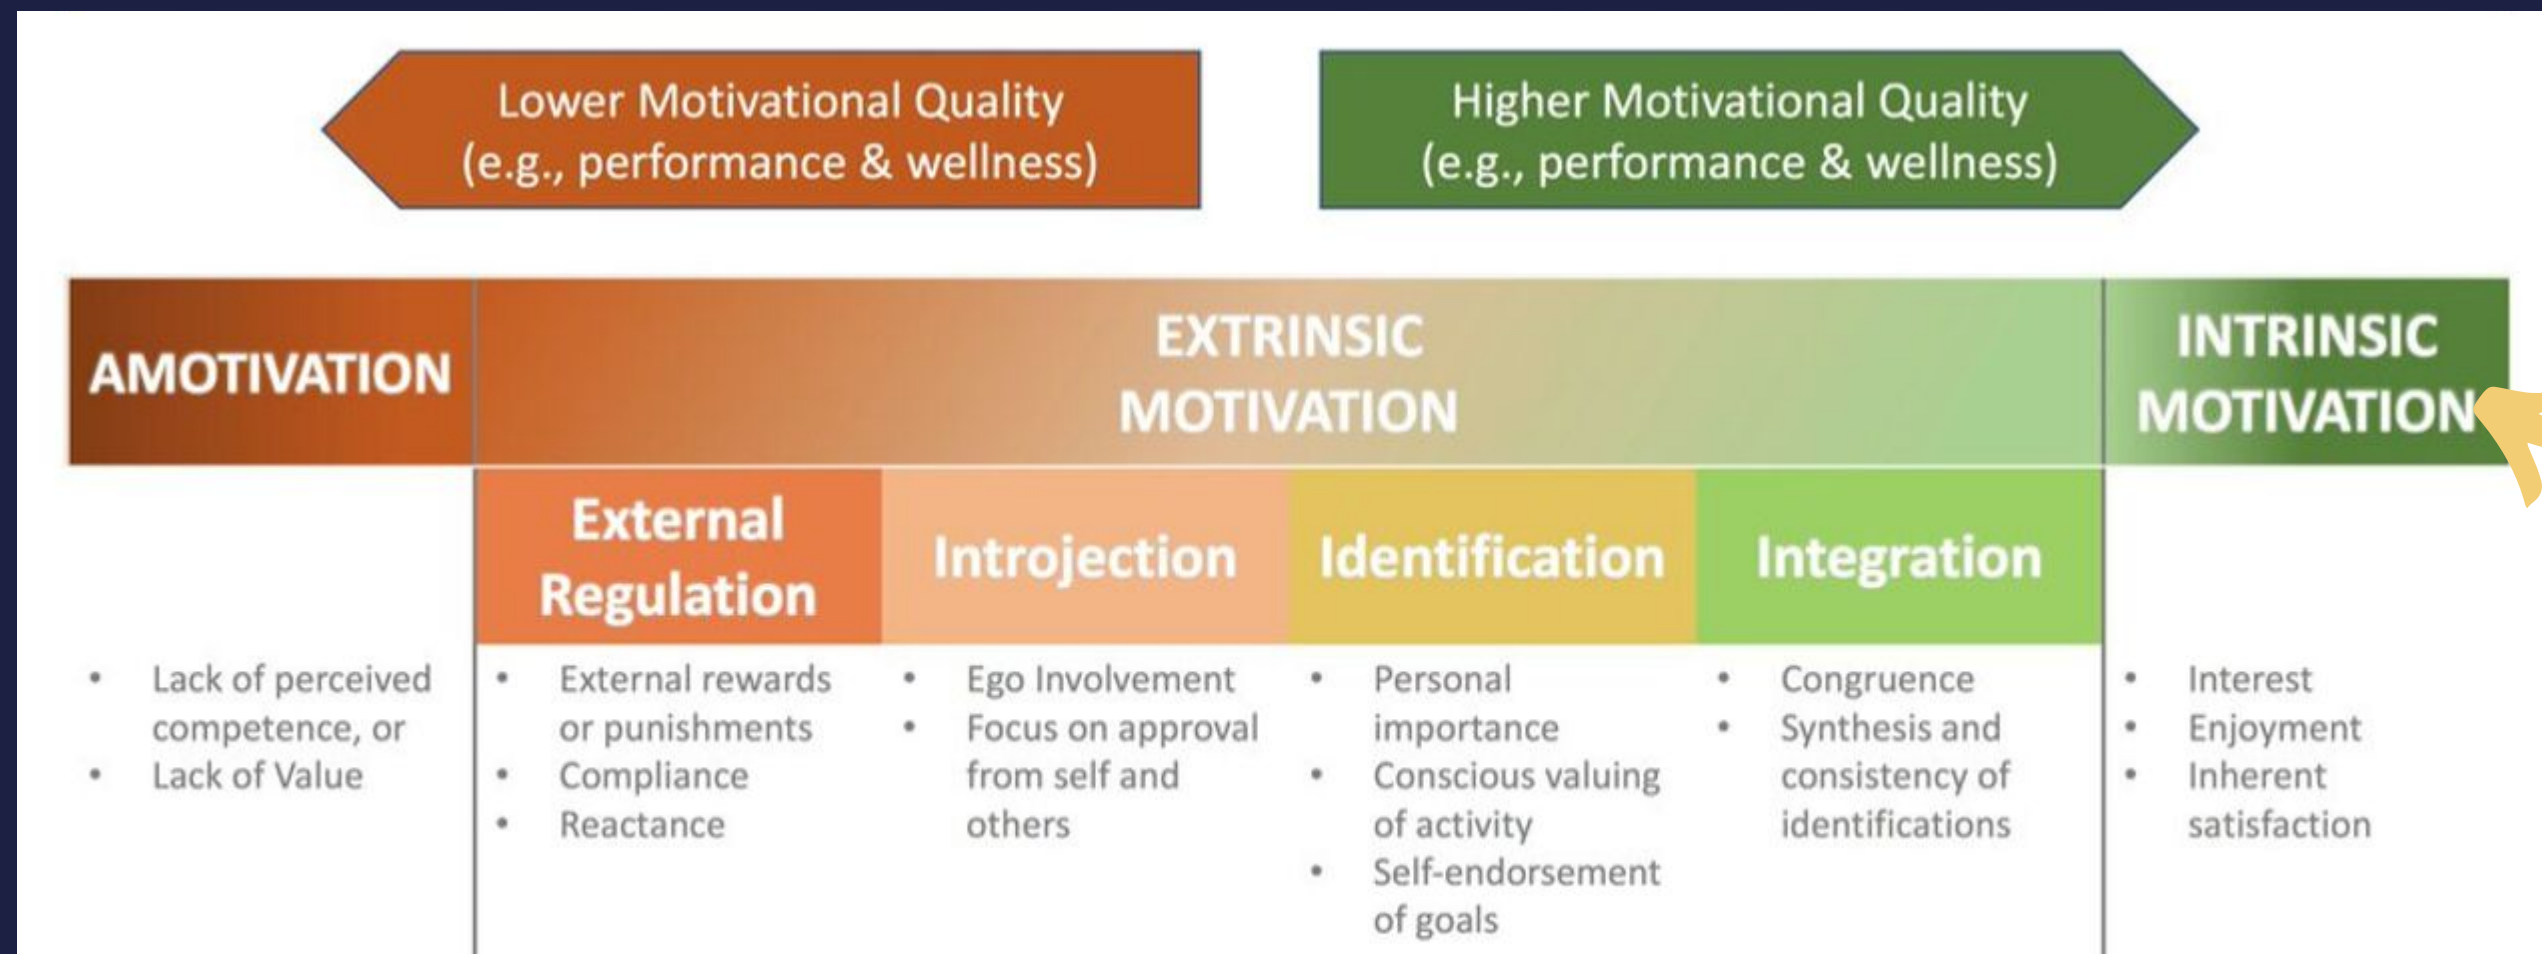 Lower Motivational Quality
(e.g., performance & wellness)
Higher Motivational Quality
(e.g., performance & wellness)
AMOTIVATION
EXTRINSIC
MOTIVATION
INTRINSIC
MOTIVATION
External
Regulation
Introjection
Identification
Integration
• Lack of perceived
competence, or
• Lack of Value
• External rewards
or punishments
• Compliance
• Reactance
• Ego Involvement
• Focus on approval
from self and
others
• Personal
importance
• Conscious valuing
of activity
• Self-endorsement
of goals
• Congruence
• Synthesis and
consistency of
identifications
• Interest
• Enjoyment
• Inherent
satisfaction